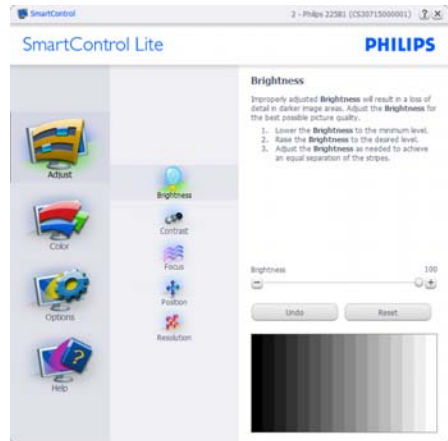 SmartControl
2 - Philips 225B1 (CS30715000001)
SmartControl Lite
PHILIPS
Adjust
Color
Options
Help
Brightness
Contrast
Focus
Position
Resolution
Brightness
Improperly adjusted Brightness will result in a loss of
detail in darker image areas. Adjust the Brightness for
the best possible picture quality.
1. Lower the Brightness to the minimum level.
2. Raise the Brightness to the desired level.
3. Adjust the Brightness as needed to achieve
an equal separation of the stripes.
Brightness 100
Undo
Reset